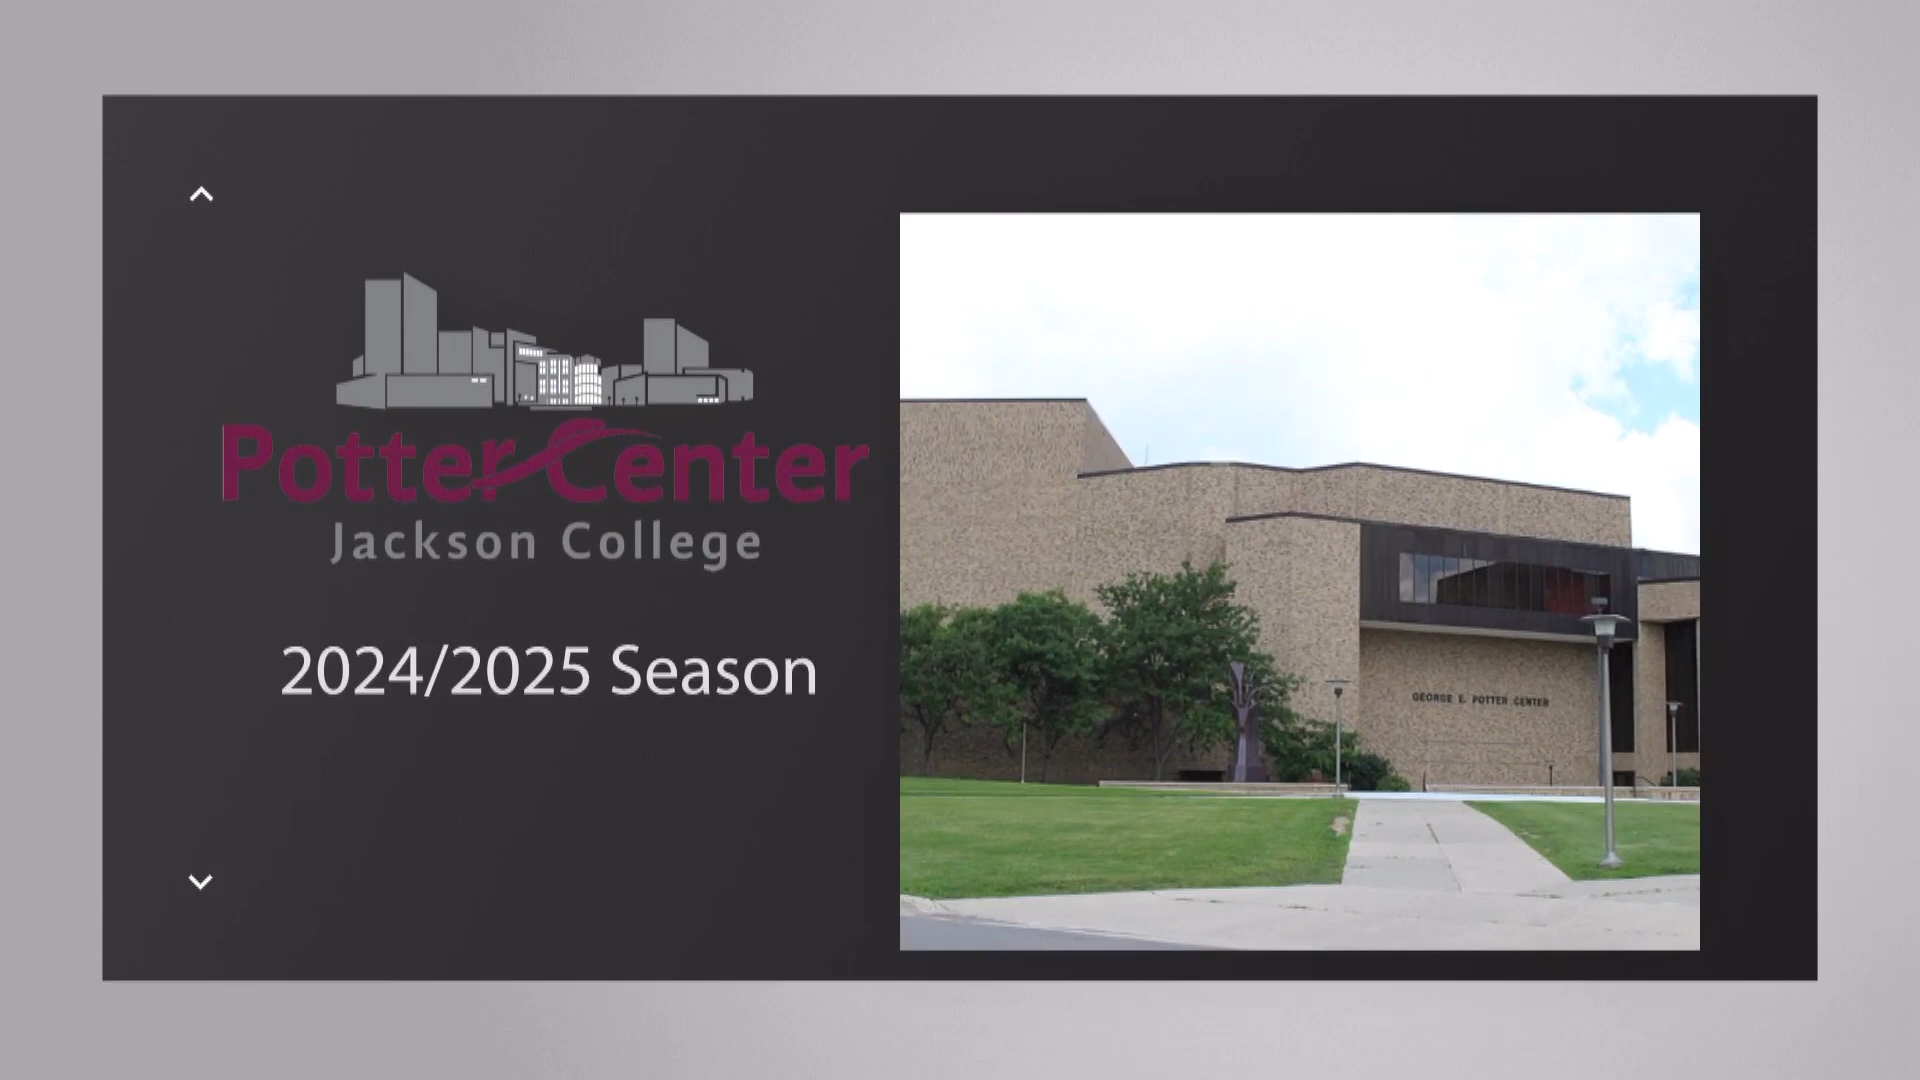 Potter Center
Jackson College
2024/2025 Season
GEORGE E. POTTER CENTER